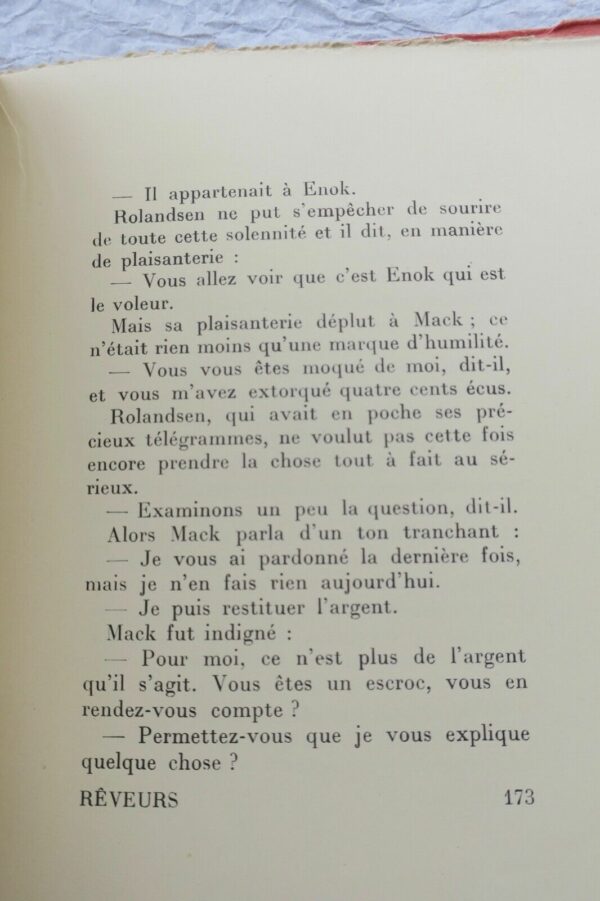 — Il appartenait à Enok.
Rolandsen ne put s'empêcher de sourire
de toute cette solennité et il dit, en manière
de plaisanterie :
— Vous allez voir que c'est Enok qui est
le voleur.
Mais sa plaisanterie déplut à Mack ; ce
n'était rien moins qu'une marque d'humilité.
— Vous vous êtes moqué de moi, dit-il,
et vous m'avez extorqué quatre cents écus.
Rolandsen, qui avait en poche ses pré-
cieux télégrammes, ne voulut pas cette fois
encore prendre la chose tout à fait au sé-
rieux.
— Examinons un peu la question, dit-il.
Alors Mack parla d'un ton tranchant :
— Je vous ai pardonné la dernière fois,
mais je n'en fais rien aujourd'hui.
— Je puis restituer l'argent.
Mack fut indigné :
— Pour moi, ce n'est plus de l'argent
qu'il s'agit. Vous êtes un escroc, vous en
rendez-vous compte ?
— Permettez-vous que je vous explique
quelque chose ?
RÊVEURS 173